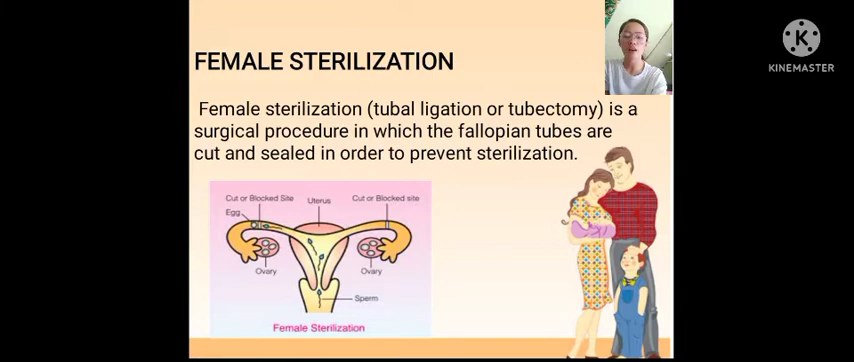 FEMALE STERILIZATION
Female sterilization (tubal ligation or tubectomy) is a
surgical procedure in which the fallopian tubes are
cut and sealed in order to prevent sterilization.
Cut or Blocked Site
Uterus
Cut or Blocked site
Egg
Ovary
Ovary
Sperm
Female Sterilization
K
KINEMASTER